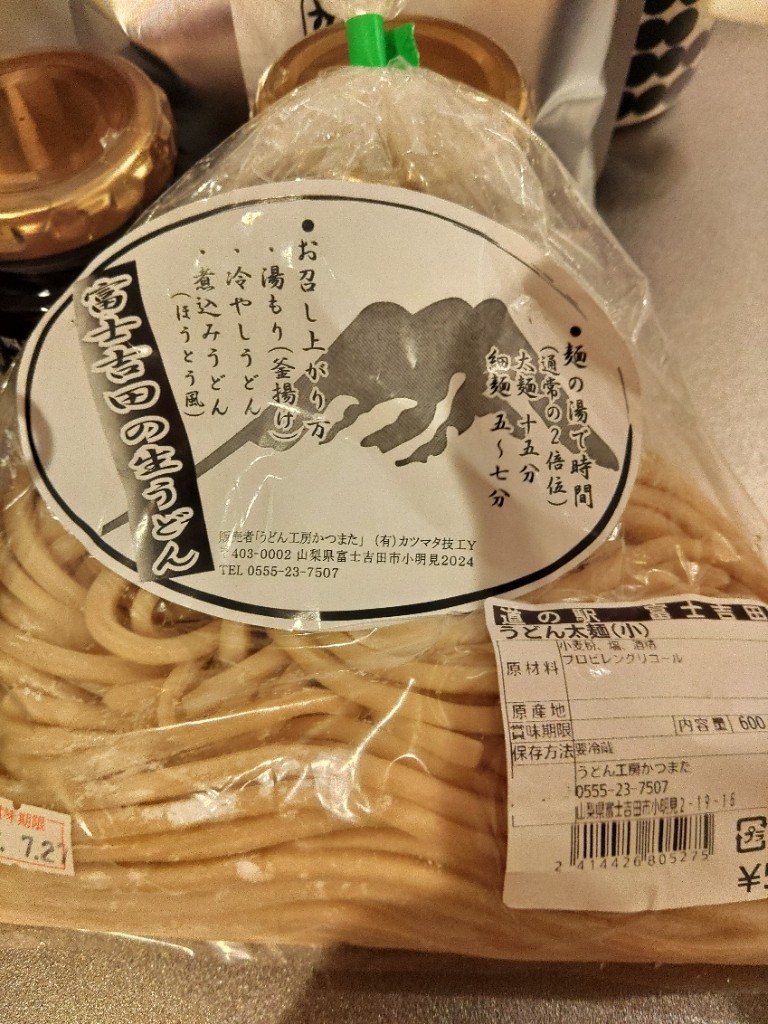 ●麺の湯で時間
(通常の2倍位)
太麺 十五分
細麺 五〜七分
●お召し上がり方
・湯もり(釜揚げ)
・冷やしうどん
・煮込みうどん
(ほうとう風)
富士吉田の生うどん
販売者「うどん工房かつまた」 (有)カツマタ技工Y
〒403-0002 山梨県富士吉田市小明見2024
TEL 0555-23-7507
道の駅 富士吉田
うどん太麺(小)
原材料 小麦粉、塩、酒精
プロピレングリコール
原産地
賞味期限 内容量 600
保存方法 要冷蔵
うどん工房かつまた
0555-23-7507
山梨県富士吉田市小明見2-19-16
2 414426 805275
プラ
¥
味期限
7.21